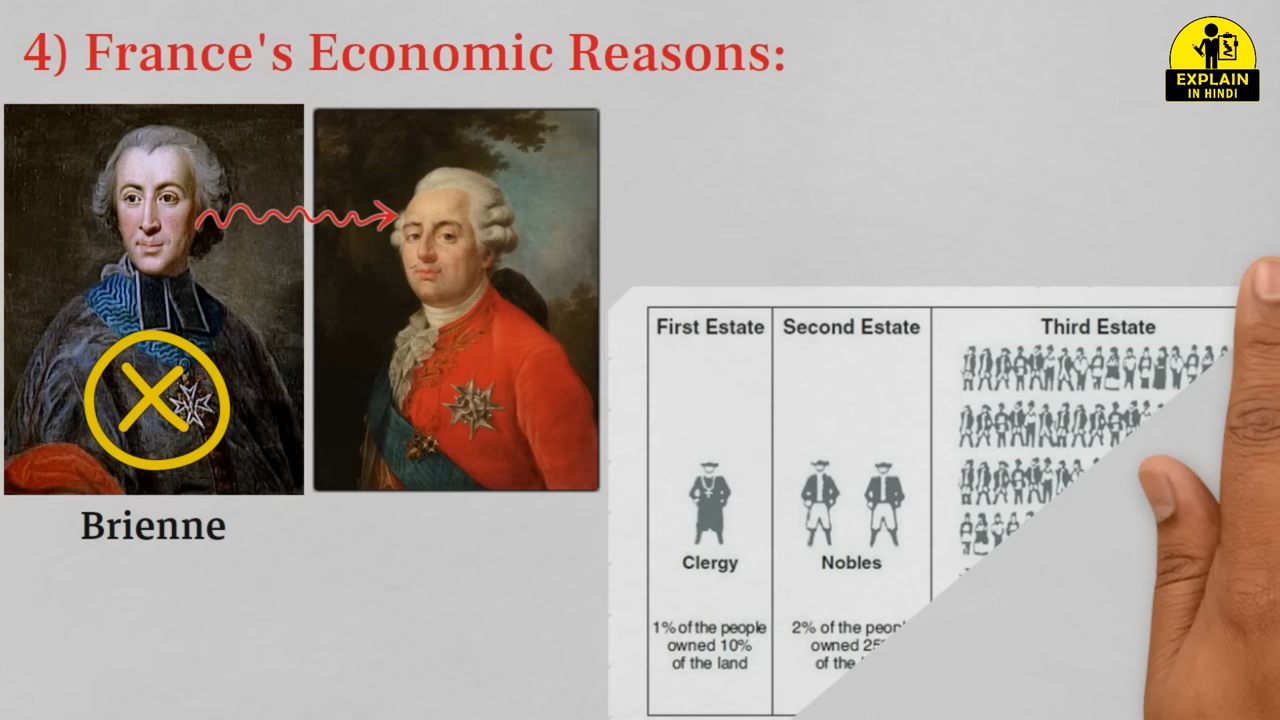 4) France's Economic Reasons:
EXPLAIN
IN HINDI
Brienne
First Estate
Second Estate
Third Estate
Clergy
Nobles
1% of the people
owned 10%
of the land
2% of the
owned
of the